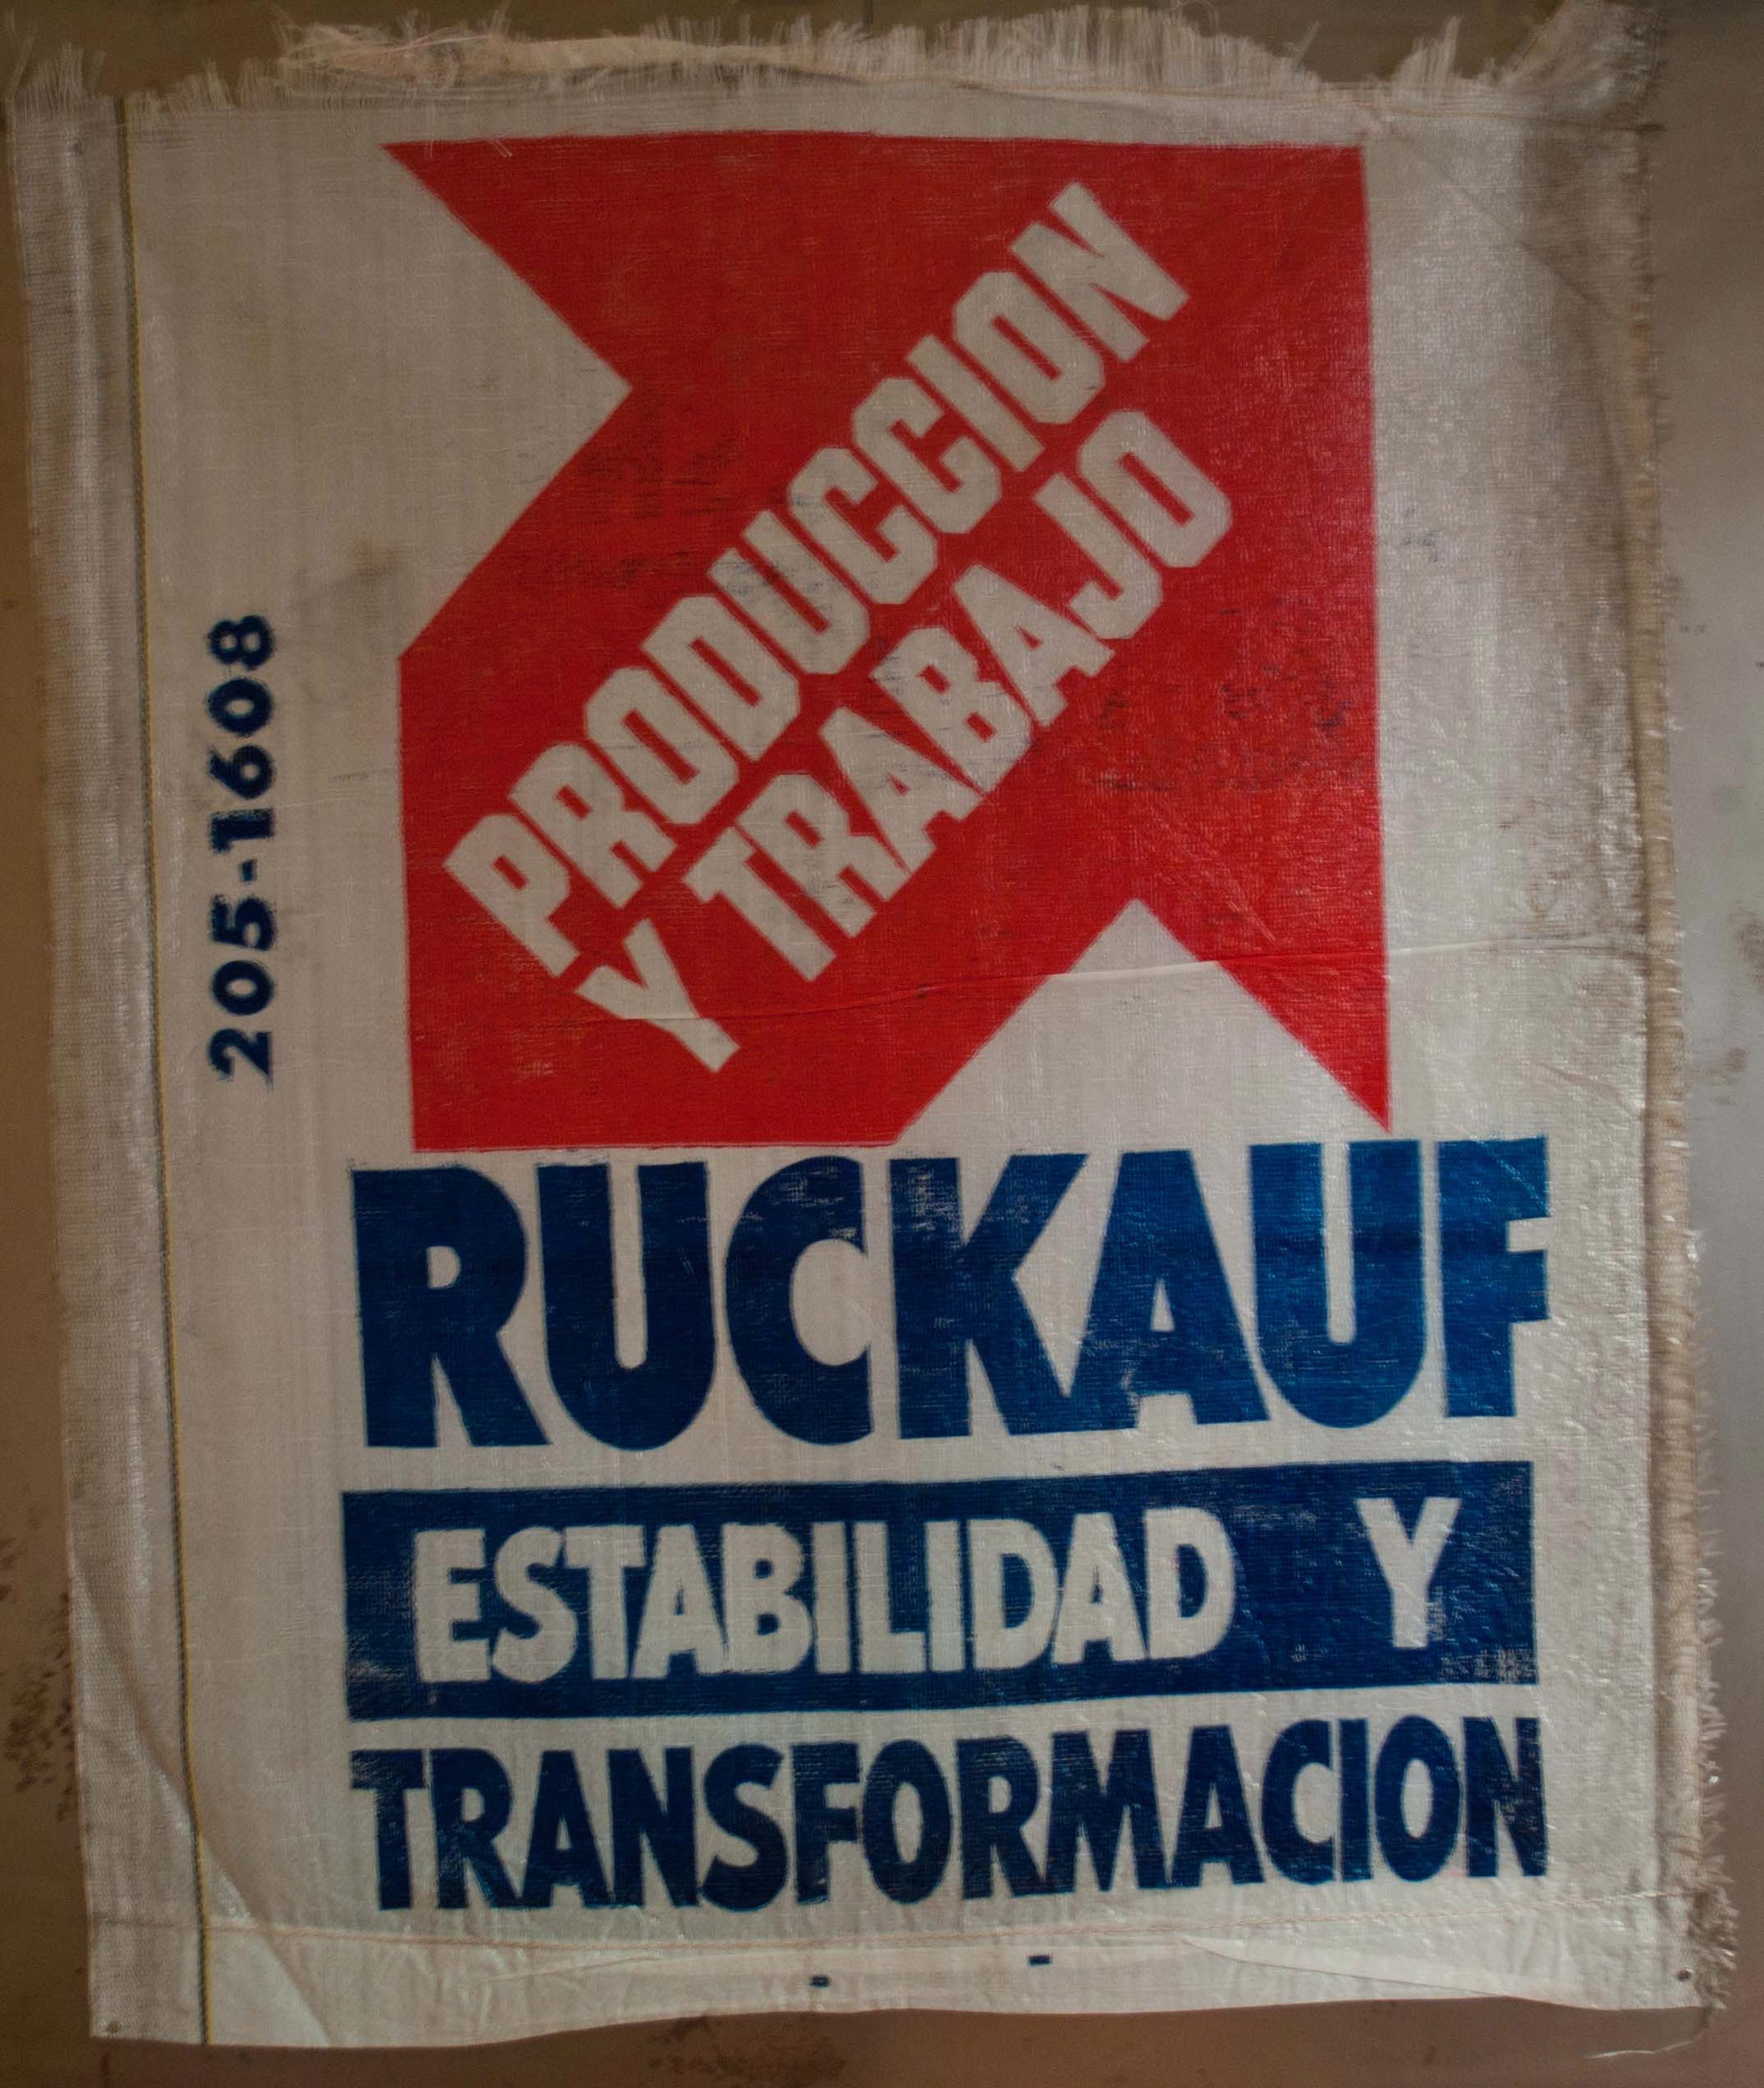 PRODUCCION
Y TRABAJO
205-1608
RUCKAUF
ESTABILIDAD Y
TRANSFORMACION